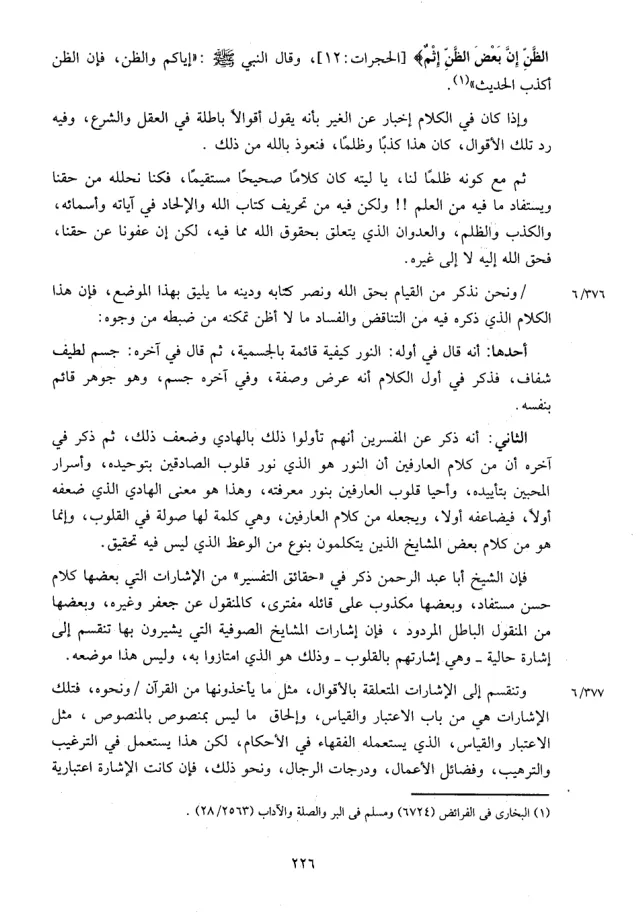 الظَّنِّ إِنَّ بَعْضَ الظَّنِّ إِثْمٌ﴾ [الحجرات: ١٢]، وقال النبي ﷺ : «إياكم والظن، فإن الظن
أكذب الحديث»(١).
وإذا كان في الكلام إخبار عن الغير بأنه يقول أقوالاً باطلة في العقل والشرع، وفيه
رد تلك الأقوال، كان هذا كذبًا وظلمًا، فنعوذ بالله من ذلك .
ثم مع كونه ظلمًا لنا، يا ليته كان كلامًا صحيحًا مستقيمًا، فكنا نحلله من حقنا
ويستفاد ما فيه من العلم !! ولكن فيه من تحريف كتاب الله والإلحاد في آياته وأسمائه،
والكذب والظلم، والعدوان الذي يتعلق بحقوق الله مما فيه، لكن إن عفونا عن حقنا،
فحق الله إليه لا إلى غيره.
٦/٣٧٦ / ونحن نذكر من القيام بحق الله ونصر كتابه ودينه ما يليق بهذا الموضع، فإن هذا
الكلام الذي ذكره فيه من التناقض والفساد ما لا أظن تمكنه من ضبطه من وجوه:
أحدها: أنه قال في أوله: النور كيفية قائمة بالجسمية، ثم قال في آخره: جسم لطيف
شفاف، فذكر في أول الكلام أنه عرض وصفة، وفي آخره جسم، وهو جوهر قائم
بنفسه.
الثاني: أنه ذكر عن المفسرين أنهم تأولوا ذلك بالهادي وضعف ذلك، ثم ذكر في
آخره أن من كلام العارفين أن النور هو الذي نور قلوب الصادقين بتوحيده، وأسرار
المحبين بتأييده، وأحيا قلوب العارفين بنور معرفته، وهذا هو معنى الهادي الذي ضعفه
أولاً، فيضاعفه أولا، ويجعله من كلام العارفين، وهي كلمة لها صولة في القلوب، وإنما
هو من كلام بعض المشايخ الذين يتكلمون بنوع من الوعظ الذي ليس فيه تحقيق.
فإن الشيخ أبا عبد الرحمن ذكر في «حقائق التفسير» من الإشارات التي بعضها كلام
حسن مستفاد، وبعضها مكذوب على قائله مفترى، كالمنقول عن جعفر وغيره، وبعضها
من المنقول الباطل المردود ، فإن إشارات المشايخ الصوفية التي يشيرون بها تنقسم إلى
إشارة حالية ـ وهي إشارتهم بالقلوب ـ وذلك هو الذي امتازوا به، وليس هذا موضعه.
٦/٣٧٧ وتنقسم إلى الإشارات المتعلقة بالأقوال، مثل ما يأخذونها من القرآن / ونحوه، فتلك
الإشارات هي من باب الاعتبار والقياس، وإلحاق ما ليس بمنصوص بالمنصوص ، مثل
الاعتبار والقياس، الذي يستعمله الفقهاء في الأحكام، لكن هذا يستعمل في الترغيب
والترهيب، وفضائل الأعمال، ودرجات الرجال، ونحو ذلك، فإن كانت الإشارة اعتبارية
(١) البخارى فى الفرائض (٦٧٢٤) ومسلم فى البر والصلة والآداب (٢٨/٢٥٦٣) .
٢٢٦